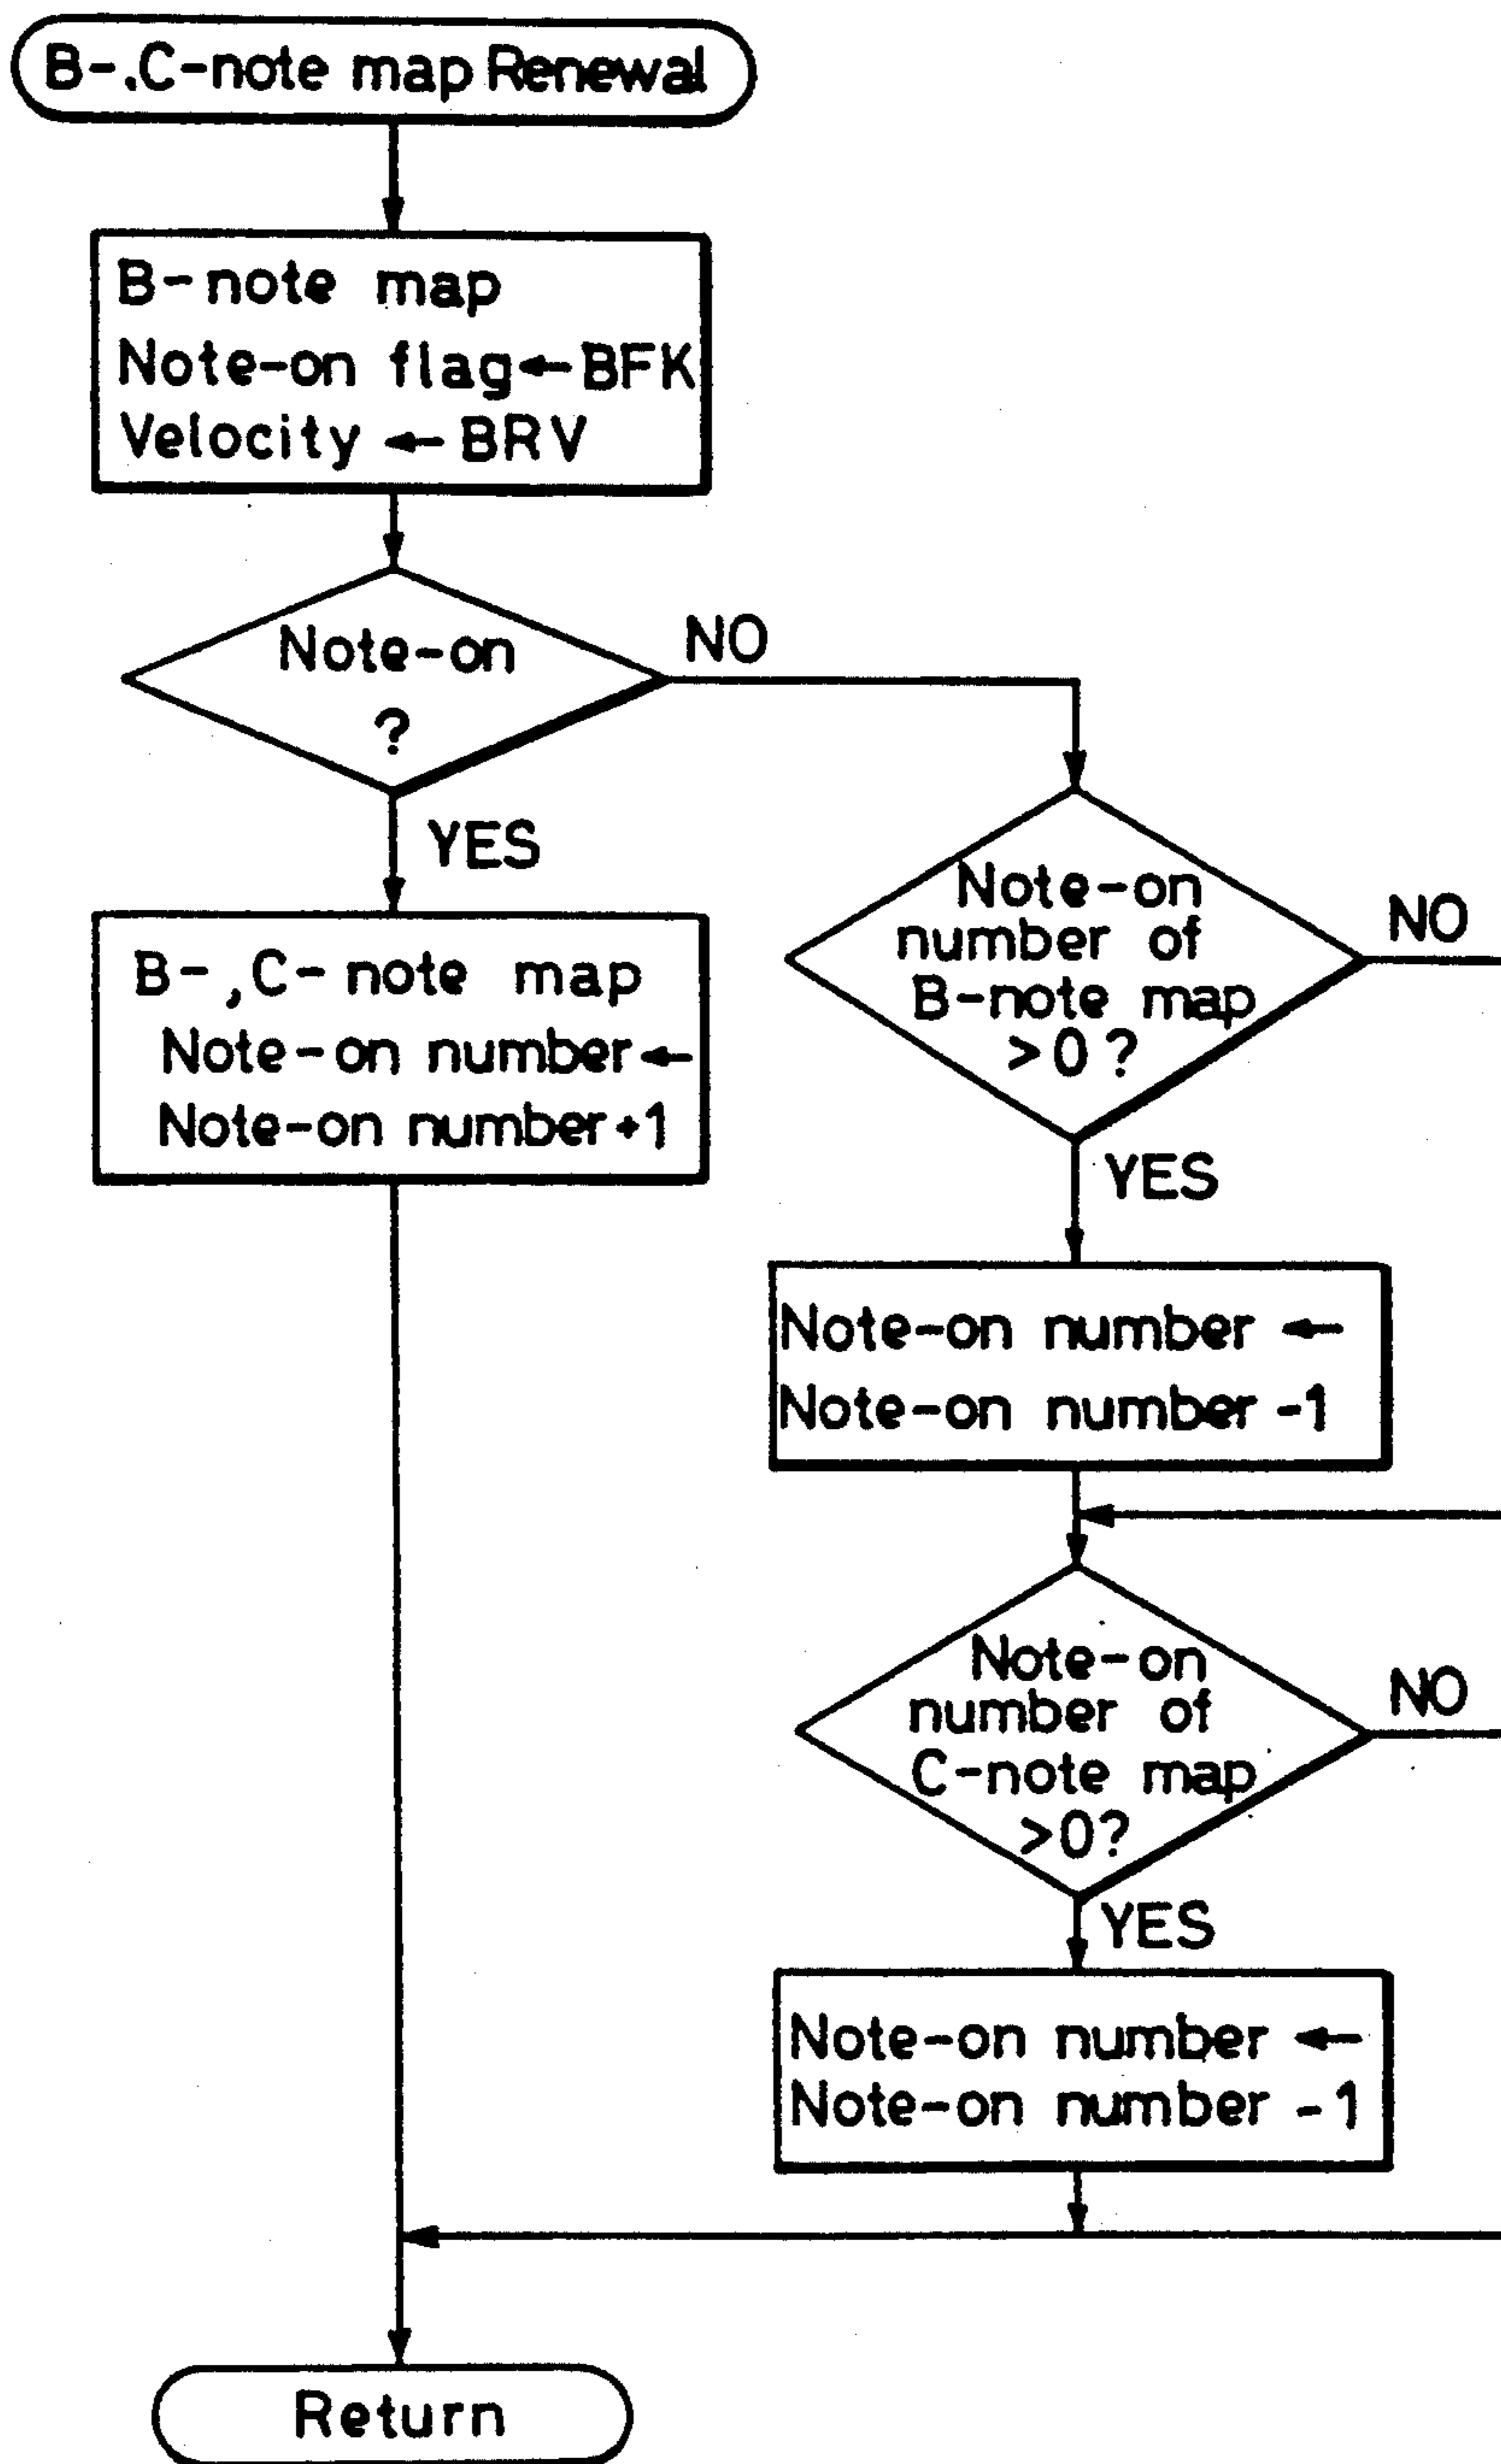 B-,C-note map Renewal
B-note map
Note-on flag←BFK
Velocity ← BRV
Note-on
?
NO
YES
B-,C-note map
Note-on number←
Note-on number+1
Note-on
number of
B-note map
>0?
NO
YES
Note-on number ←
Note-on number -1
Note-on
number of
C-note map
>0?
NO
YES
Note-on number ←
Note-on number -1
Return